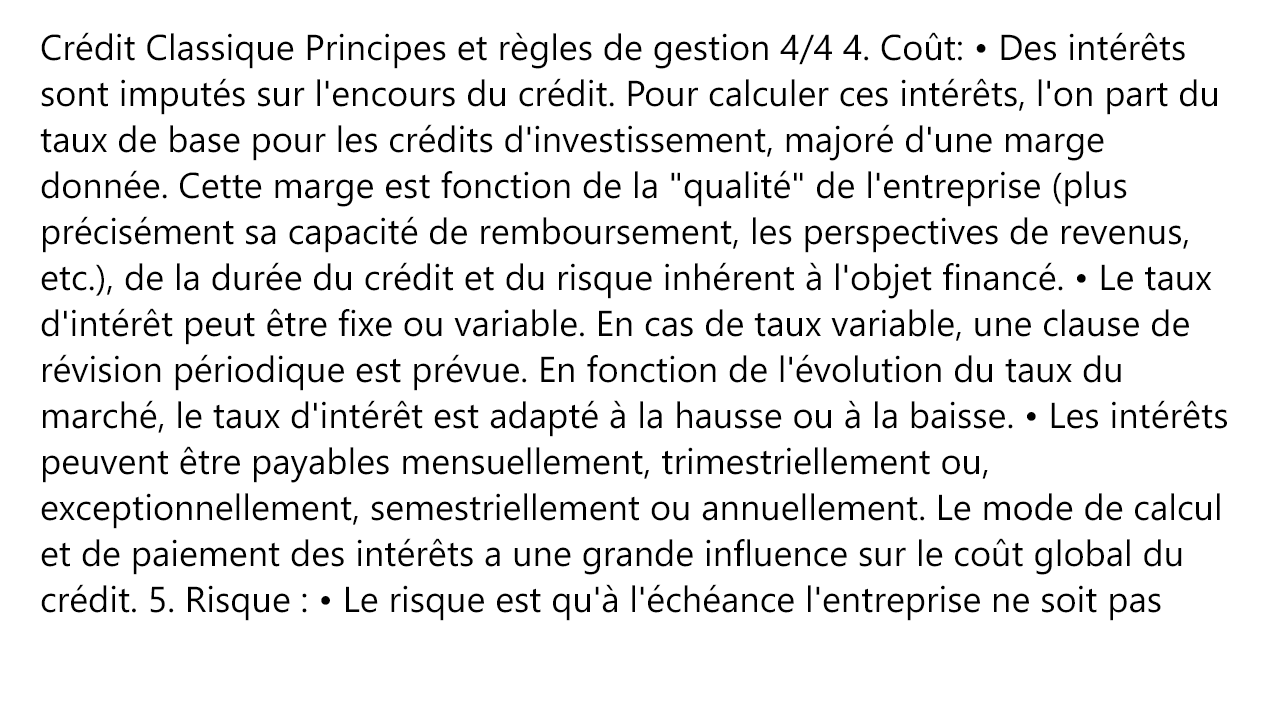 Crédit Classique Principes et règles de gestion 4/4 4. Coût: • Des intérêts
sont imputés sur l'encours du crédit. Pour calculer ces intérêts, l'on part du
taux de base pour les crédits d'investissement, majoré d'une marge
donnée. Cette marge est fonction de la "qualité" de l'entreprise (plus
précisément sa capacité de remboursement, les perspectives de revenus,
etc.), de la durée du crédit et du risque inhérent à l'objet financé. • Le taux
d'intérêt peut être fixe ou variable. En cas de taux variable, une clause de
révision périodique est prévue. En fonction de l'évolution du taux du
marché, le taux d'intérêt est adapté à la hausse ou à la baisse. • Les intérêts
peuvent être payables mensuellement, trimestriellement ou,
exceptionnellement, semestriellement ou annuellement. Le mode de calcul
et de paiement des intérêts a une grande influence sur le coût global du
crédit. 5. Risque : • Le risque est qu'à l'échéance l'entreprise ne soit pas